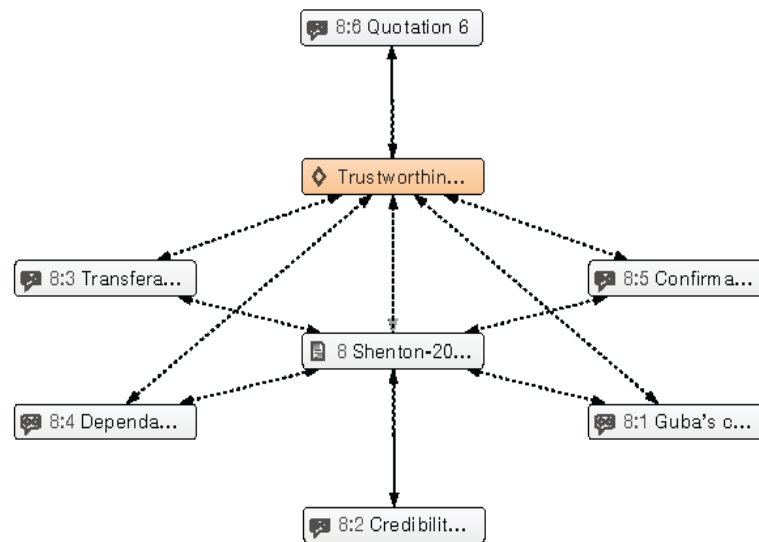 8:6 Quotation 6
Trustworthin...
8:3 Transfera...
8:5 Confirma...
8 Shenton-20...
8:4 Dependa...
8:1 Guba's c...
8:2 Credibilit...